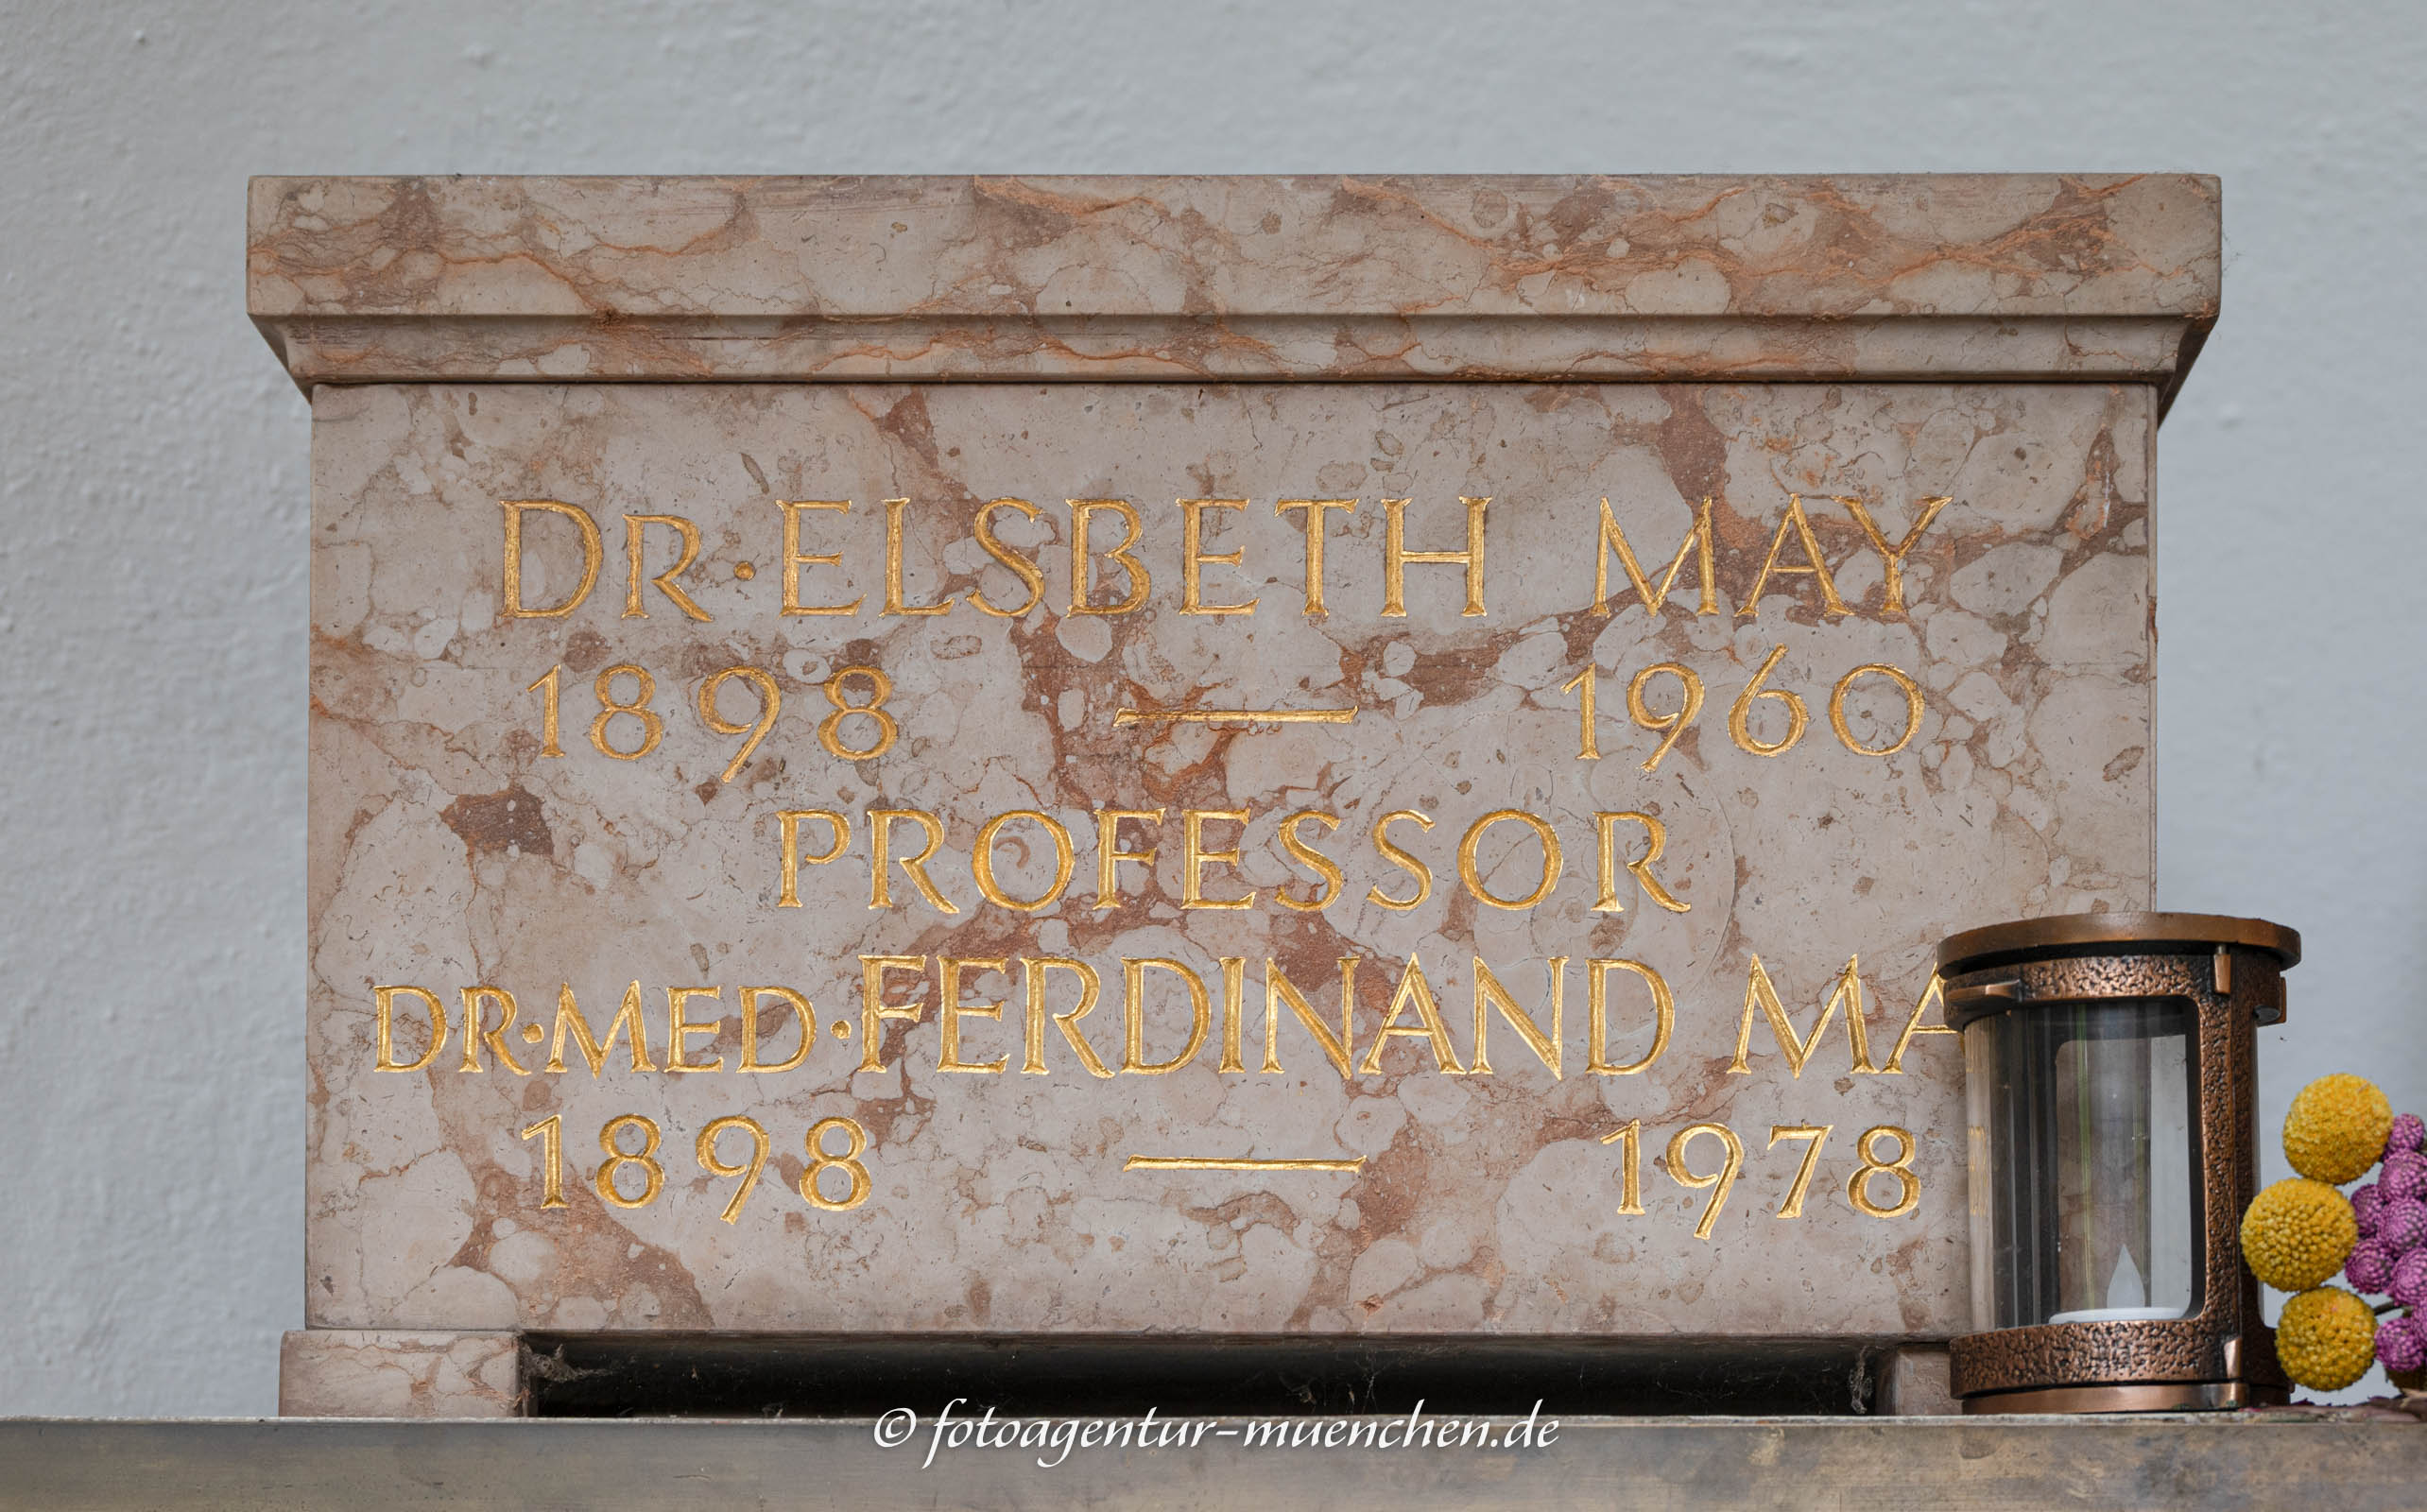 DR·ELSBETH MAY
1898 — 1960
PROFESSOR
DR·MED·FERDINAND MA
1898 — 1978
© fotoagentur-muenchen.de